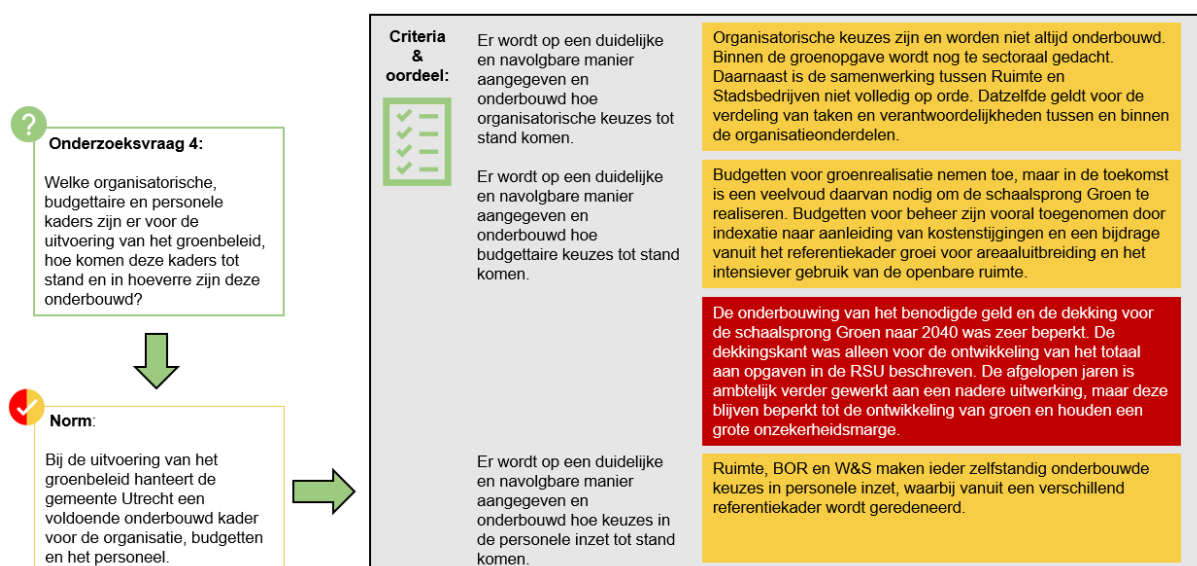 ?
Onderzoeksvraag 4:
Welke organisatorische,
budgettaire en personele
kaders zijn er voor de
uitvoering van het groenbeleid,
hoe komen deze kaders tot
stand en in hoeverre zijn deze
onderbouwd?
Norm:
Bij de uitvoering van het
groenbeleid hanteert de
gemeente Utrecht een
voldoende onderbouwd kader
voor de organisatie, budgetten
en het personeel.
Criteria
&
oordeel:
Er wordt op een duidelijke
en navolgbare manier
aangegeven en
onderbouwd hoe
organisatorische keuzes tot
stand komen.
Organisatorische keuzes zijn en worden niet altijd onderbouwd.
Binnen de groenopgave wordt nog te sectoraal gedacht.
Daarnaast is de samenwerking tussen Ruimte en
Stadsbedrijven niet volledig op orde. Datzelfde geldt voor de
verdeling van taken en verantwoordelijkheden tussen en binnen
de organisatieonderdelen.
Er wordt op een duidelijke
en navolgbare manier
aangegeven en
onderbouwd hoe
budgettaire keuzes tot stand
komen.
Budgetten voor groenrealisatie nemen toe, maar in de toekomst
is een veelvoud daarvan nodig om de schaalsprong Groen te
realiseren. Budgetten voor beheer zijn vooral toegenomen door
indexatie naar aanleiding van kostenstijgingen en een bijdrage
vanuit het referentiekader groei voor areaaluitbreiding en het
intensiever gebruik van de openbare ruimte.
De onderbouwing van het benodigde geld en de dekking voor
de schaalsprong Groen naar 2040 was zeer beperkt. De
dekkingskant was alleen voor de ontwikkeling van het totaal
aan opgaven in de RSU beschreven. De afgelopen jaren is
ambtelijk verder gewerkt aan een nadere uitwerking, maar deze
blijven beperkt tot de ontwikkeling van groen en houden een
grote onzekerheidsmarge.
Er wordt op een duidelijke
en navolgbare manier
aangegeven en
onderbouwd hoe keuzes in
de personele inzet tot stand
komen.
Ruimte, BOR en W&S maken ieder zelfstandig onderbouwde
keuzes in personele inzet, waarbij vanuit een verschillend
referentiekader wordt geredeneerd.